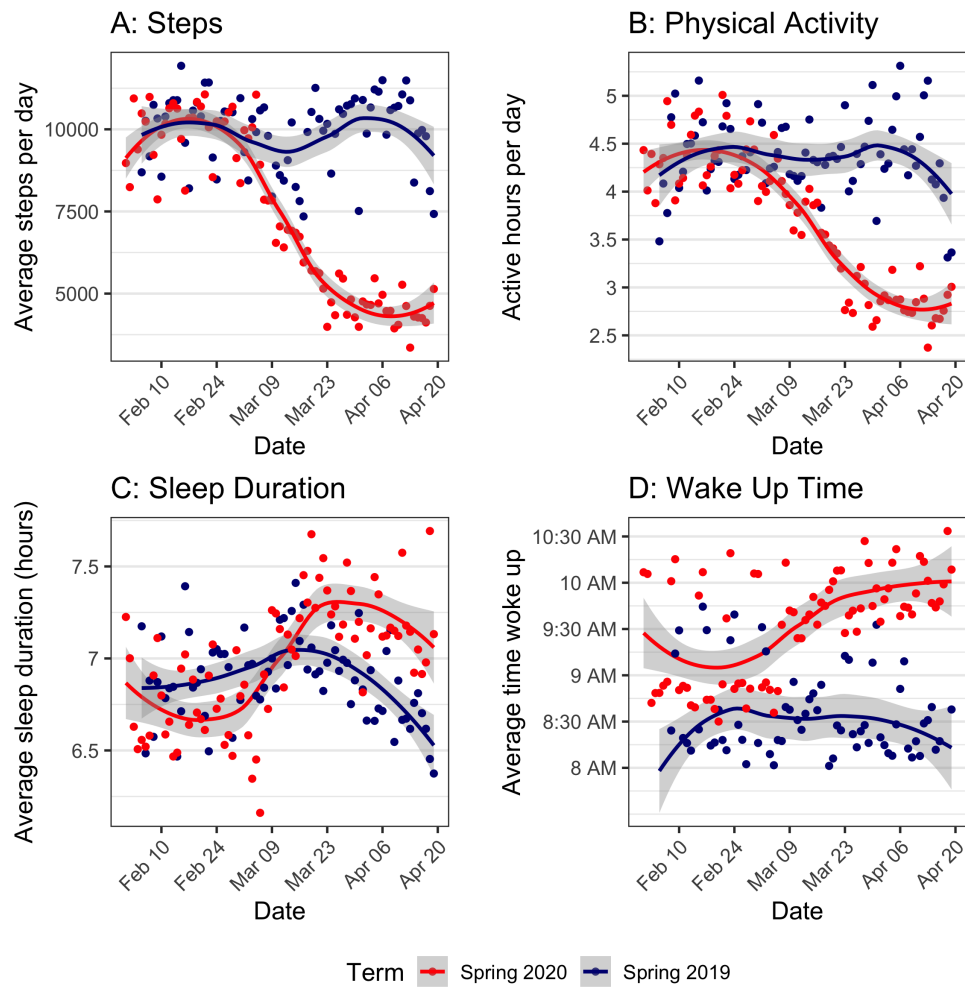 A: Steps
Average steps per day
10000
7500
5000
Feb 10
Feb 24
Mar 09
Mar 23
Apr 06
Apr 20
Date
B: Physical Activity
Active hours per day
5
4.5
4
3.5
3
2.5
Feb 10
Feb 24
Mar 09
Mar 23
Apr 06
Apr 20
Date
C: Sleep Duration
Average sleep duration (hours)
7.5
7
6.5
Feb 10
Feb 24
Mar 09
Mar 23
Apr 06
Apr 20
Date
D: Wake Up Time
Average time woke up
10:30 AM
10 AM
9:30 AM
9 AM
8:30 AM
8 AM
Feb 10
Feb 24
Mar 09
Mar 23
Apr 06
Apr 20
Date
Term Spring 2020 Spring 2019